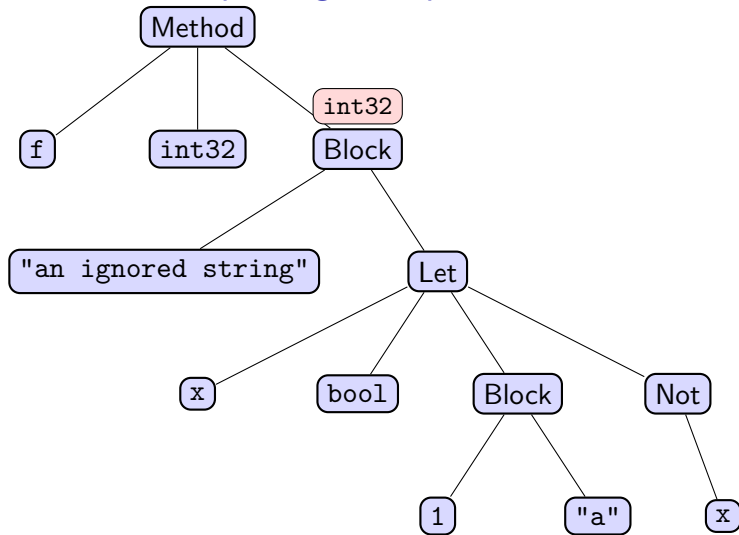 Method
int32
f
int32
Block
"an ignored string"
Let
x
bool
Block
Not
1
"a"
x